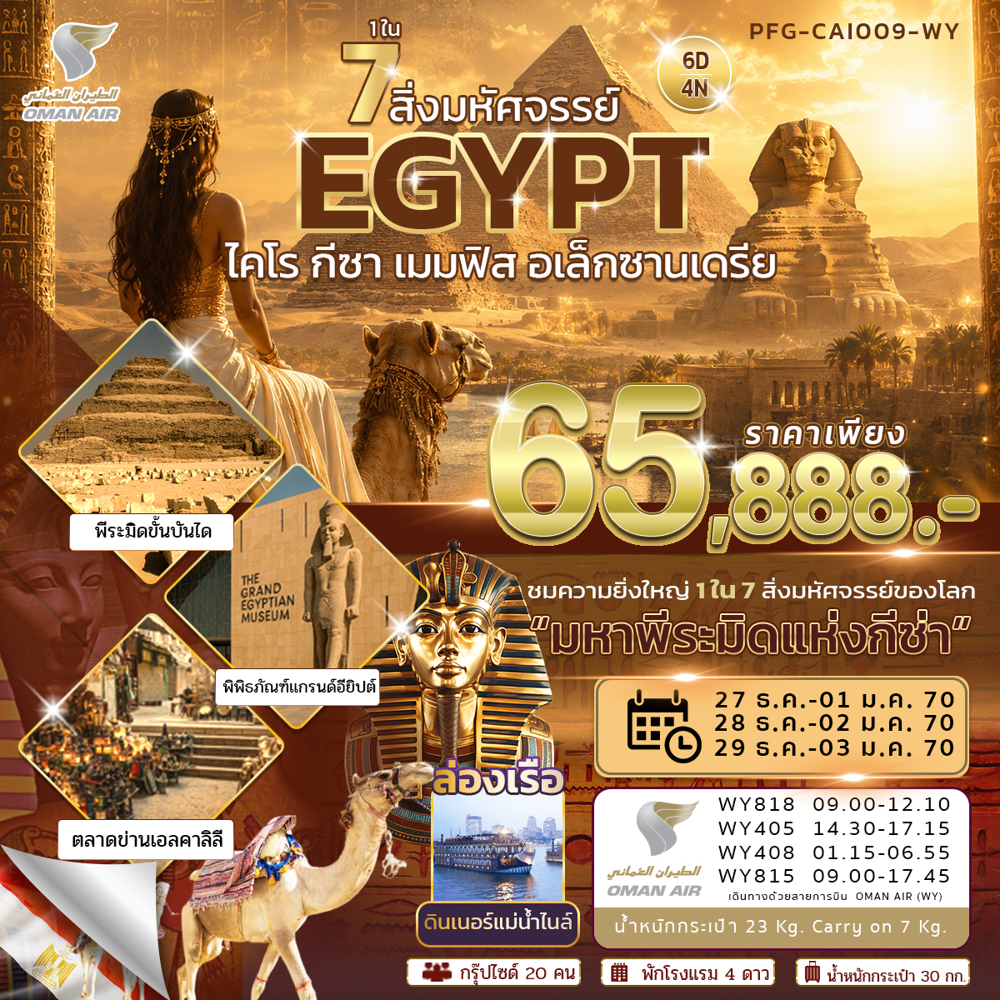 PFG-CAI009-WY
الطيران العُماني
OMAN AIR
1 ใน
7 สิ่งมหัศจรรย์
6D
4N
EGYPT
ไคโร กีซา เมมฟิส อเล็กซานเดรีย
ราคาเพียง
65,888.-
พีระมิดขั้นบันได
THE
GRAND
EGYPTIAN
MUSEUM
พิพิธภัณฑ์แกรนด์อียิปต์
ตลาดข่านเอลคาลิลี
ชมความยิ่งใหญ่ 1 ใน 7 สิ่งมหัศจรรย์ของโลก
“มหาพีระมิดแห่งกีซ่า“
27 ธ.ค.-01 ม.ค. 70
28 ธ.ค.-02 ม.ค. 70
29 ธ.ค.-03 ม.ค. 70
ล่องเรือ
ดินเนอร์แม่น้ำไนล์
الطيران العُماني
OMAN AIR
WY818 09.00-12.10
WY405 14.30-17.15
WY408 01.15-06.55
WY815 09.00-17.45
เดินทางด้วยสายการบิน OMAN AIR (WY)
น้ำหนักกระเป๋า 23 Kg. Carry on 7 Kg.
กรุ๊ปไซด์ 20 คน
พักโรงแรม 4 ดาว
น้ำหนักกระเป๋า 30 กก.